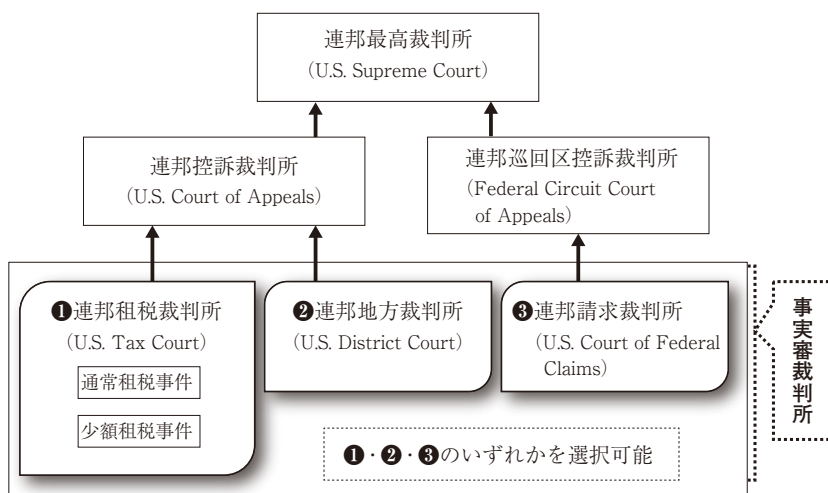 連邦最高裁判所
（U.S. Supreme Court）
連邦控訴裁判所
（U.S. Court of Appeals）
連邦巡回区控訴裁判所
（Federal Circuit Court
of Appeals）
❶連邦租税裁判所
（U.S. Tax Court）
通常租税事件
少額租税事件
❷連邦地方裁判所
（U.S. District Court）
❸連邦請求裁判所
（U.S. Court of Federal
Claims）
❶・❷・❸のいずれかを選択可能
事実審裁判所